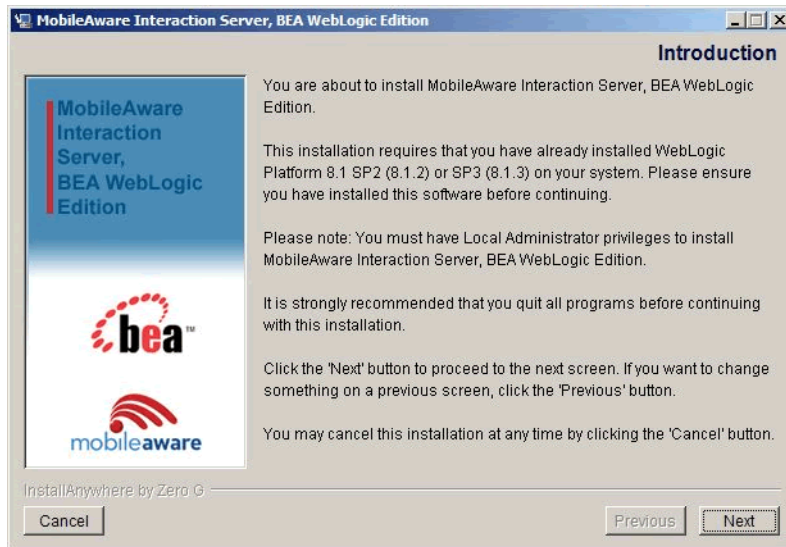 MobileAware Interaction Server, BEA WebLogic Edition
Introduction
MobileAware
Interaction
Server,
BEA WebLogic
Edition
bea™
mobileaware
You are about to install MobileAware Interaction Server, BEA WebLogic
Edition.
This installation requires that you have already installed WebLogic
Platform 8.1 SP2 (8.1.2) or SP3 (8.1.3) on your system. Please ensure
you have installed this software before continuing.
Please note: You must have Local Administrator privileges to install
MobileAware Interaction Server, BEA WebLogic Edition.
It is strongly recommended that you quit all programs before continuing
with this installation.
Click the 'Next' button to proceed to the next screen. If you want to change
something on a previous screen, click the 'Previous' button.
You may cancel this installation at any time by clicking the 'Cancel' button.
InstallAnywhere by Zero G
Cancel
Previous
Next